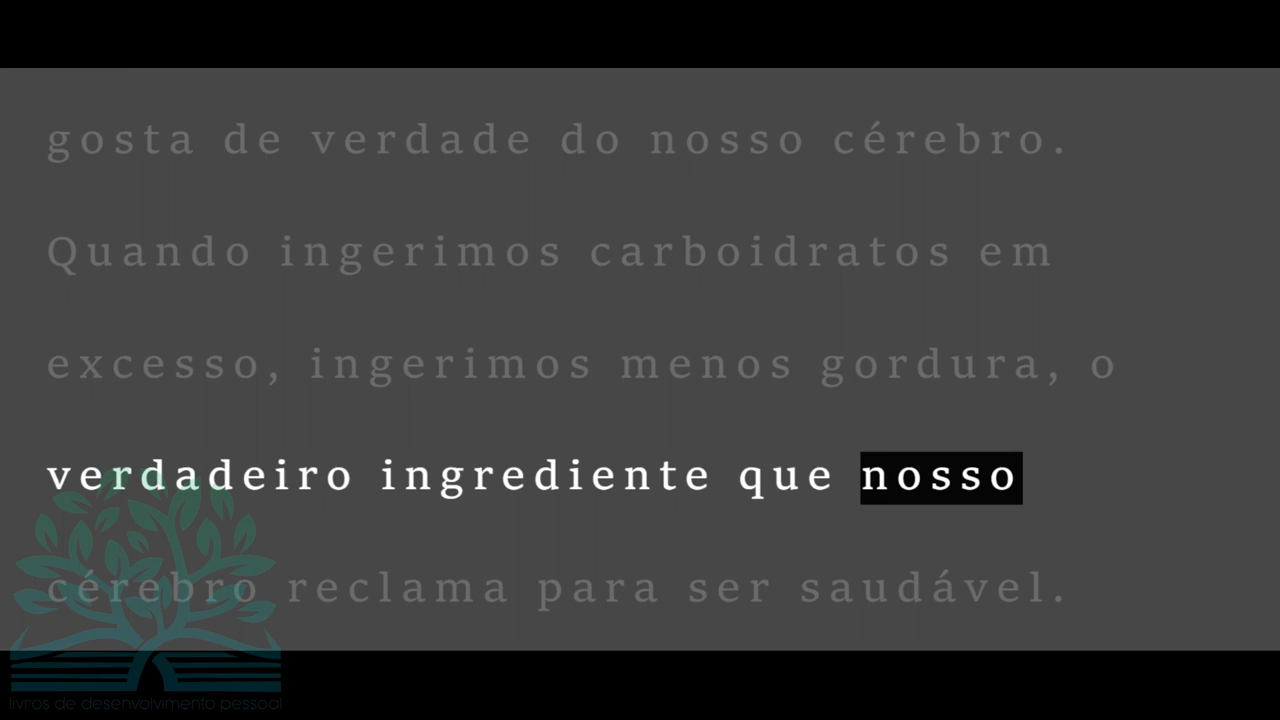 gosta de verdade do nosso cérebro.
Quando ingerimos carboidratos em
excesso, ingerimos menos gordura, o
verdadeiro ingrediente que nosso
cérebro reclama para ser saudável.
livros de desenvolvimento pessoal